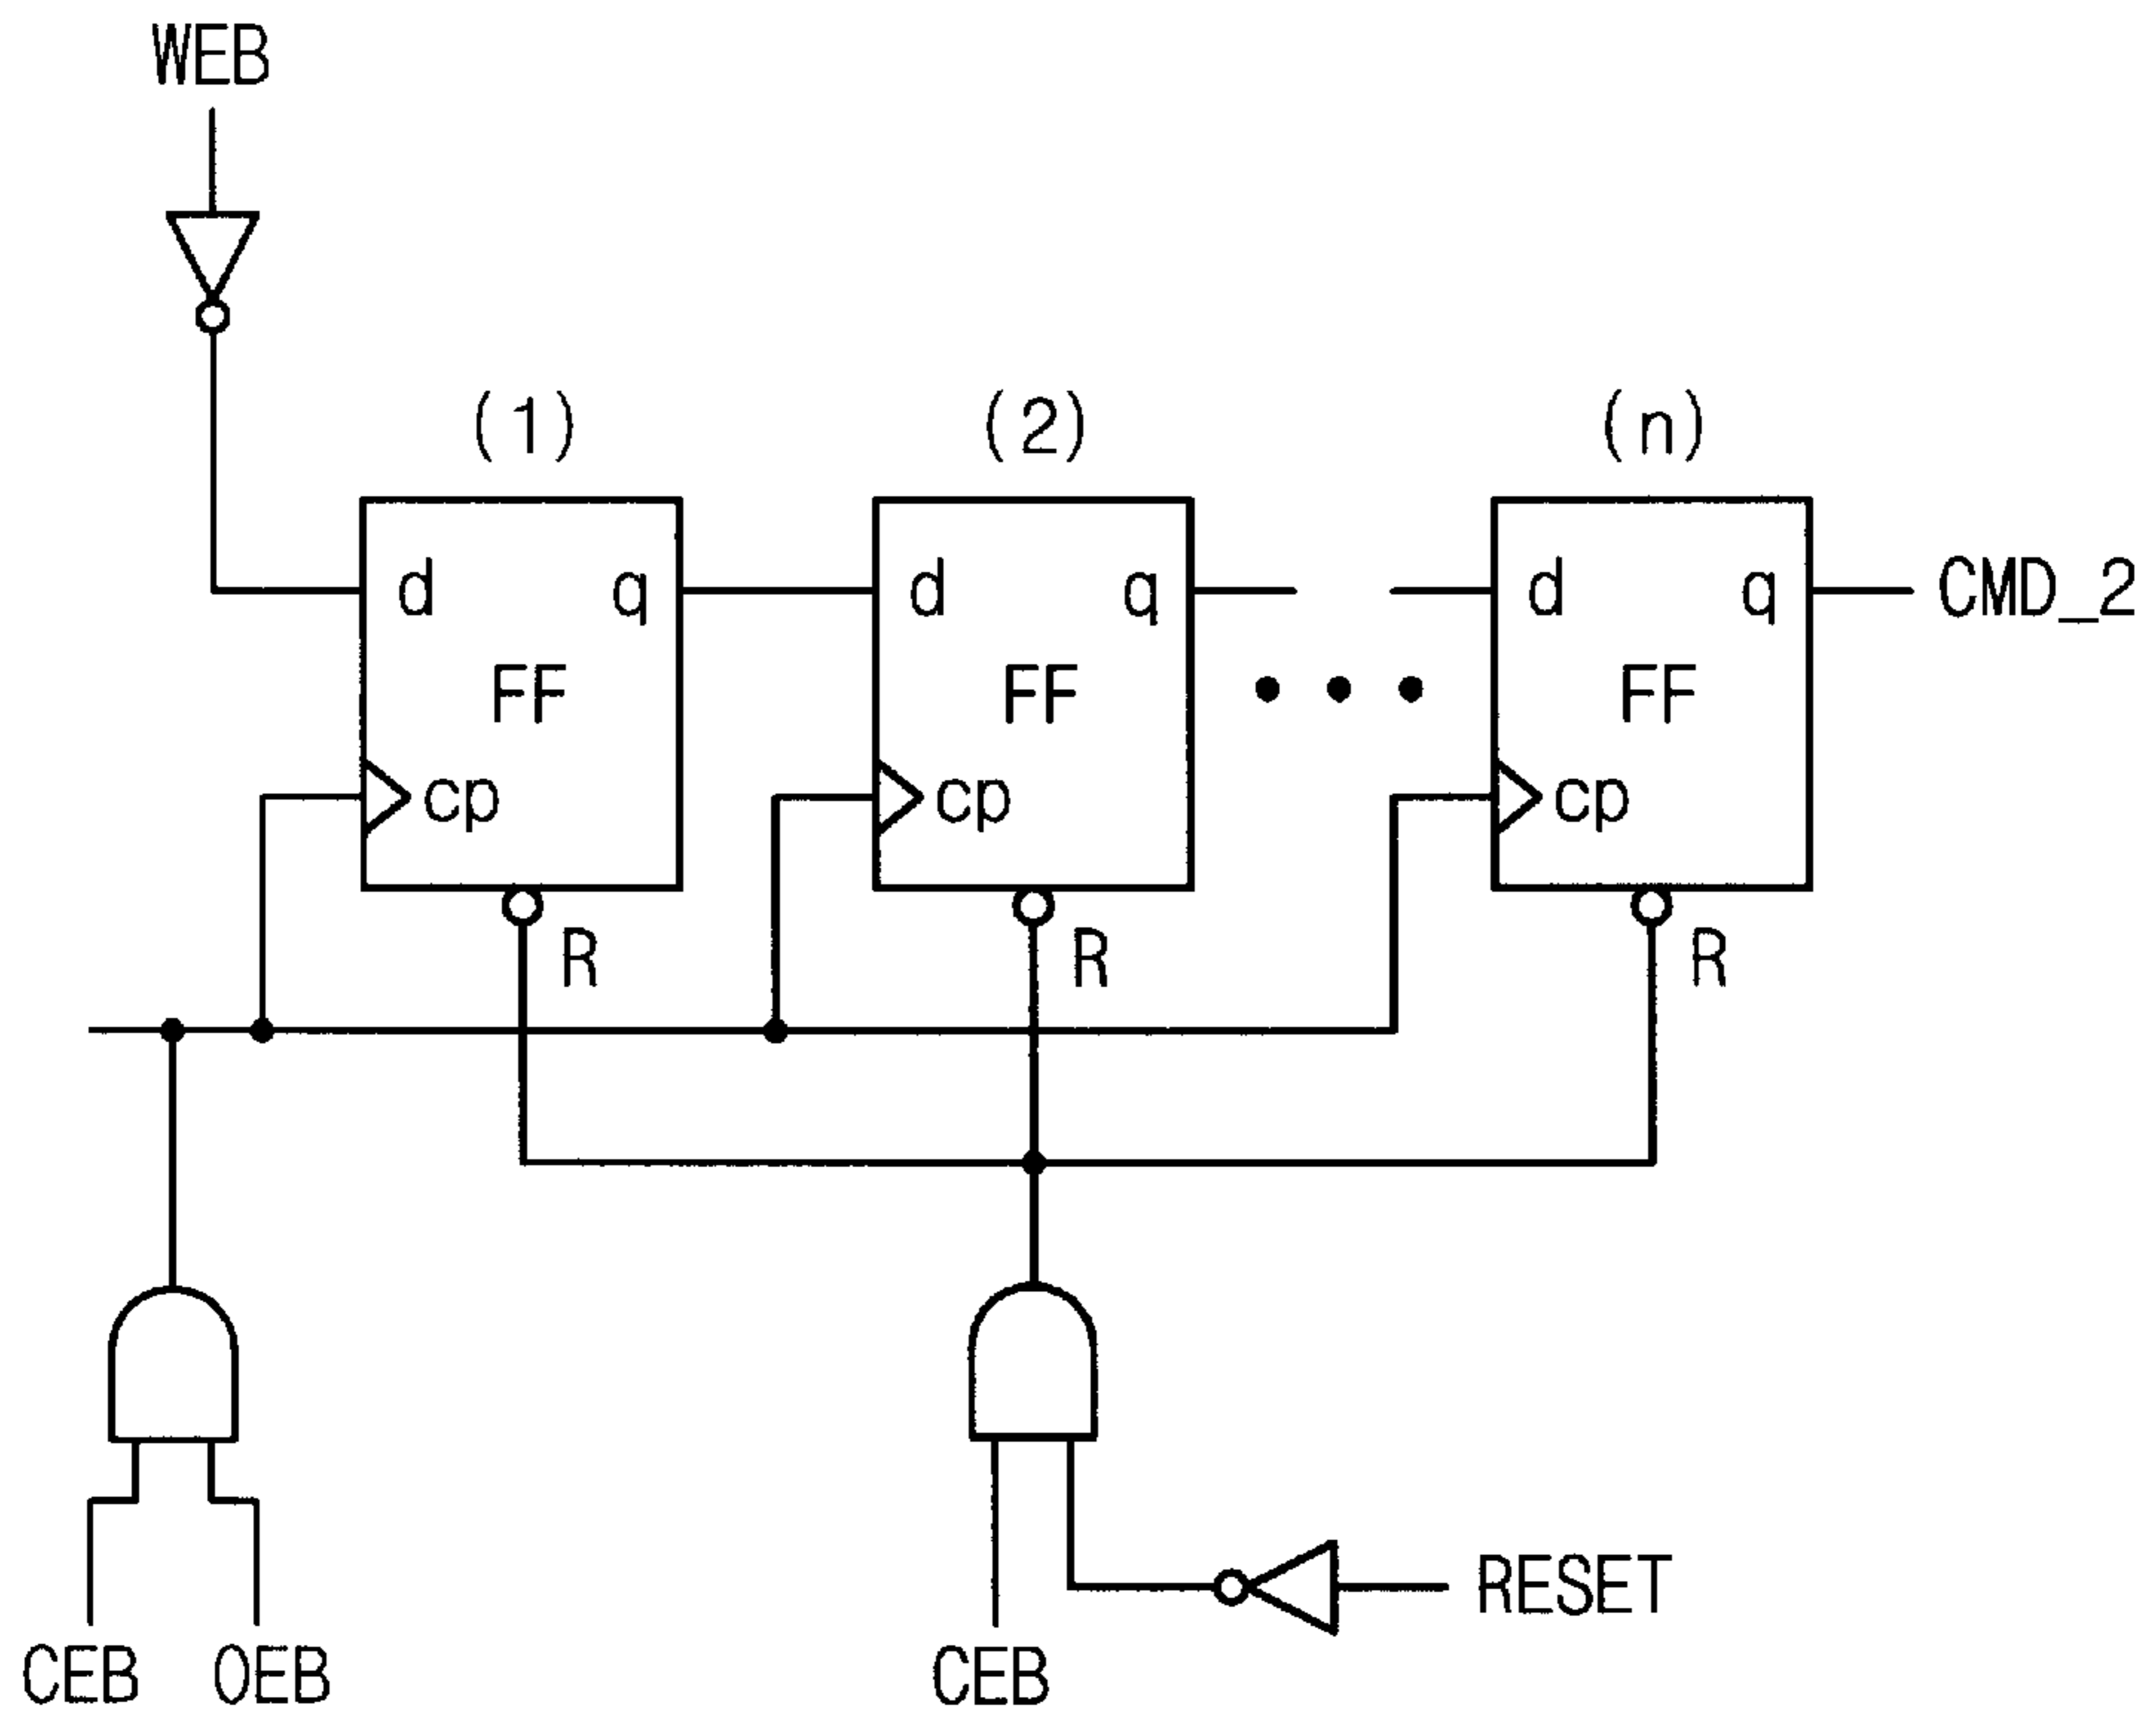 WEB
(1) (2) (n)
d q d q d q CMD_2
FF FF FF
cp cp cp
R R R
RESET
CEB OEB CEB